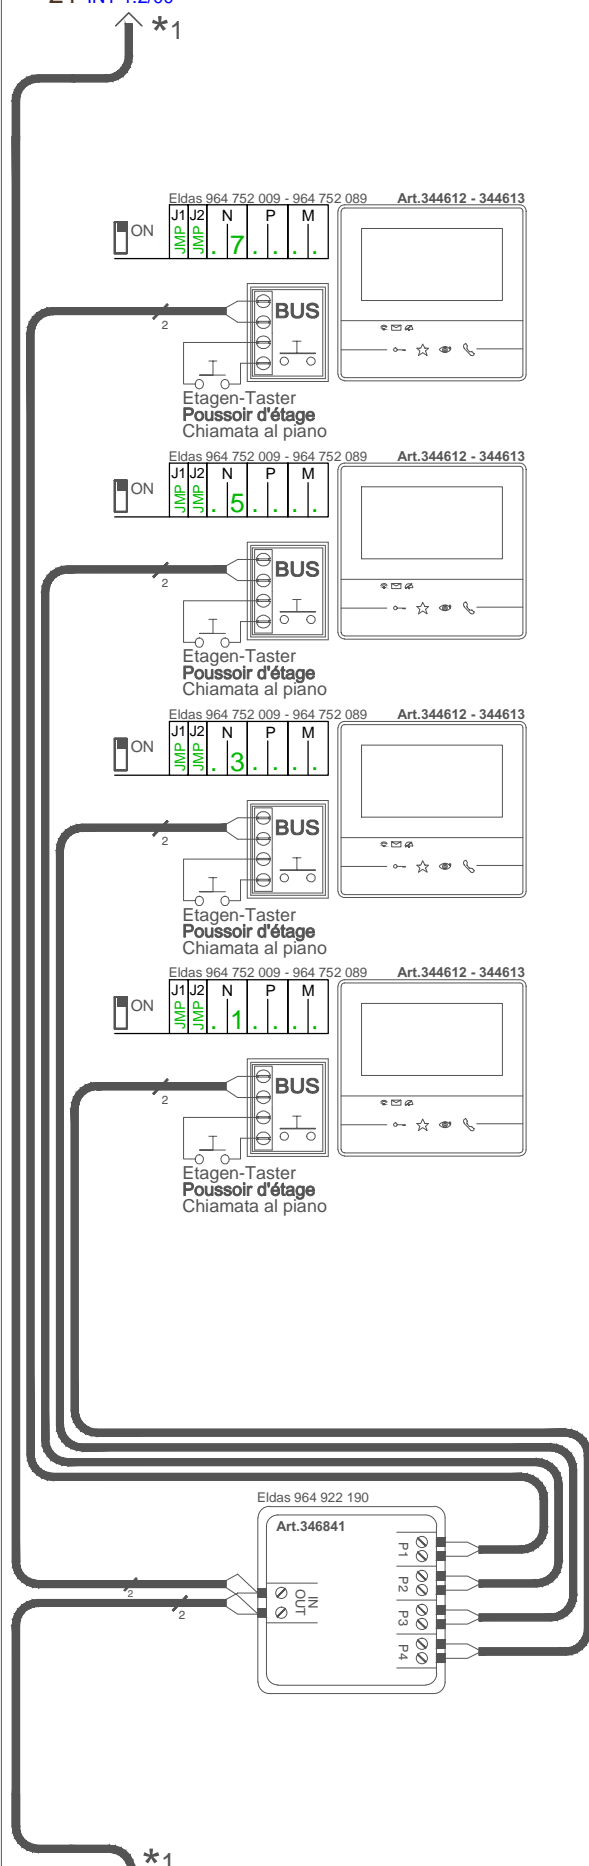 *1
Eldas 964 752 009 - 964 752 089 Art.344612 - 344613
ON J1 J2 N P M
JMP JMP . 7 . . . .
BUS
2
Etagen-Taster
Poussoir d'étage
Chiamata al piano
Eldas 964 752 009 - 964 752 089 Art.344612 - 344613
ON J1 J2 N P M
JMP JMP . 5 . . . .
BUS
2
Etagen-Taster
Poussoir d'étage
Chiamata al piano
Eldas 964 752 009 - 964 752 089 Art.344612 - 344613
ON J1 J2 N P M
JMP JMP . 3 . . . .
BUS
2
Etagen-Taster
Poussoir d'étage
Chiamata al piano
Eldas 964 752 009 - 964 752 089 Art.344612 - 344613
ON J1 J2 N P M
JMP JMP . 1 . . . .
BUS
2
Etagen-Taster
Poussoir d'étage
Chiamata al piano
Eldas 964 922 190
Art.346841
P1
P2
P3
P4
IN
OUT
2
2
*1